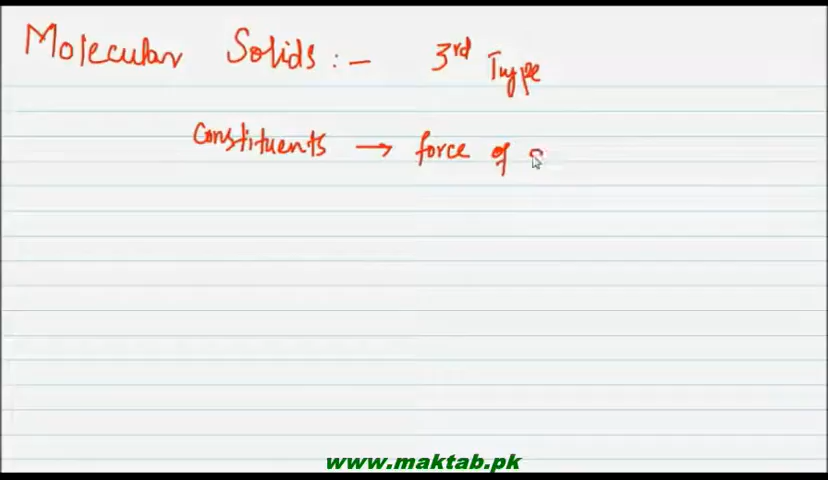 Molecular Solids :- 3rd Type
Constituents → force of
www.maktab.pk